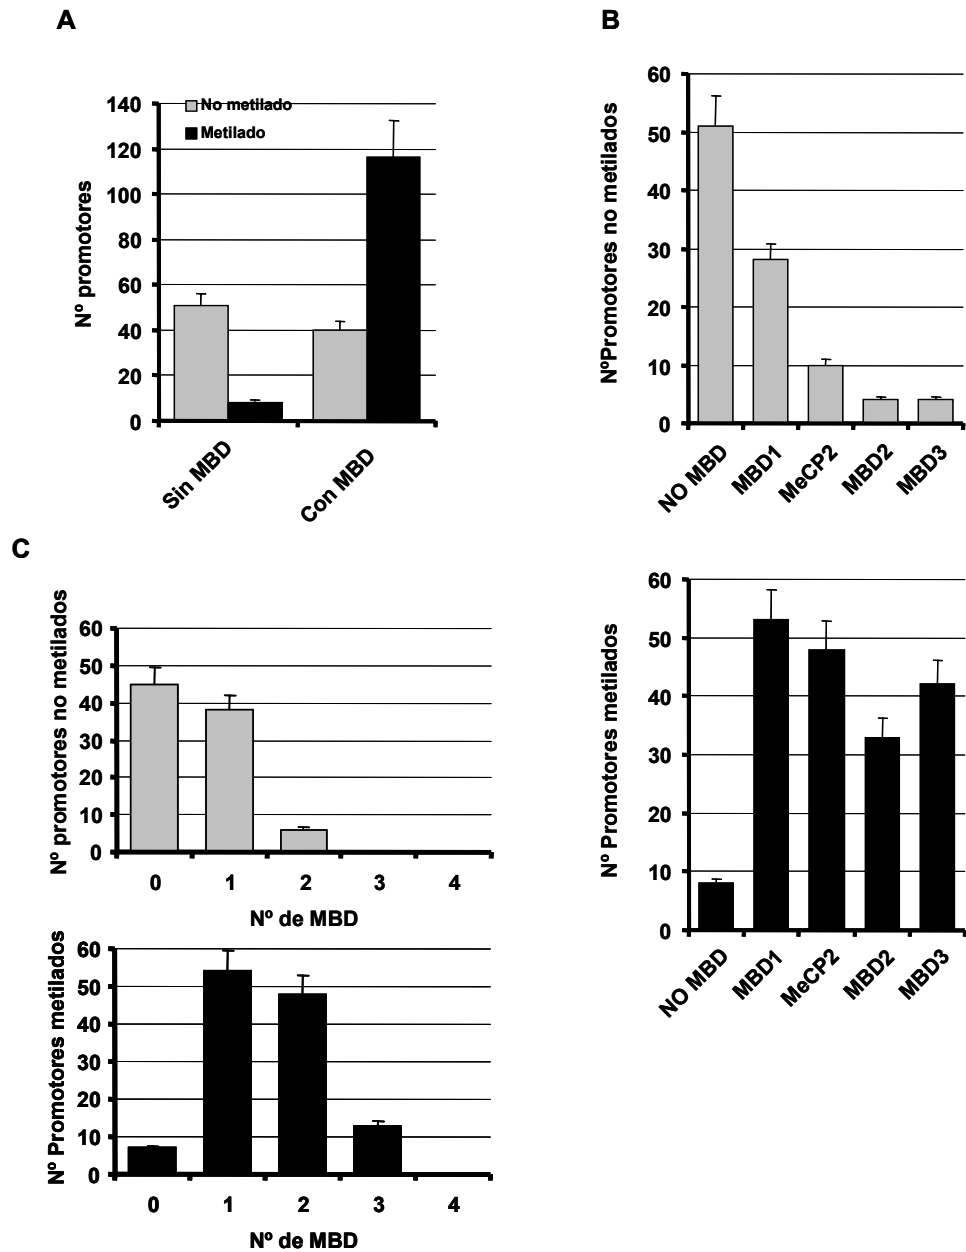 A
B
Nº promotores
140
120
100
80
60
40
20
0
No metilado
Metilado
Sin MBD
Con MBD
NºPromotores no metilados
60
50
40
30
20
10
0
NO MBD
MBD1
MeCP2
MBD2
MBD3
C
Nº promotores no metilados
60
50
40
30
20
10
0
0 1 2 3 4
Nº de MBD
Nº Promotores metilados
60
50
40
30
20
10
0
NO MBD
MBD1
MeCP2
MBD2
MBD3
Nº Promotores metilados
60
50
40
30
20
10
0
0 1 2 3 4
Nº de MBD